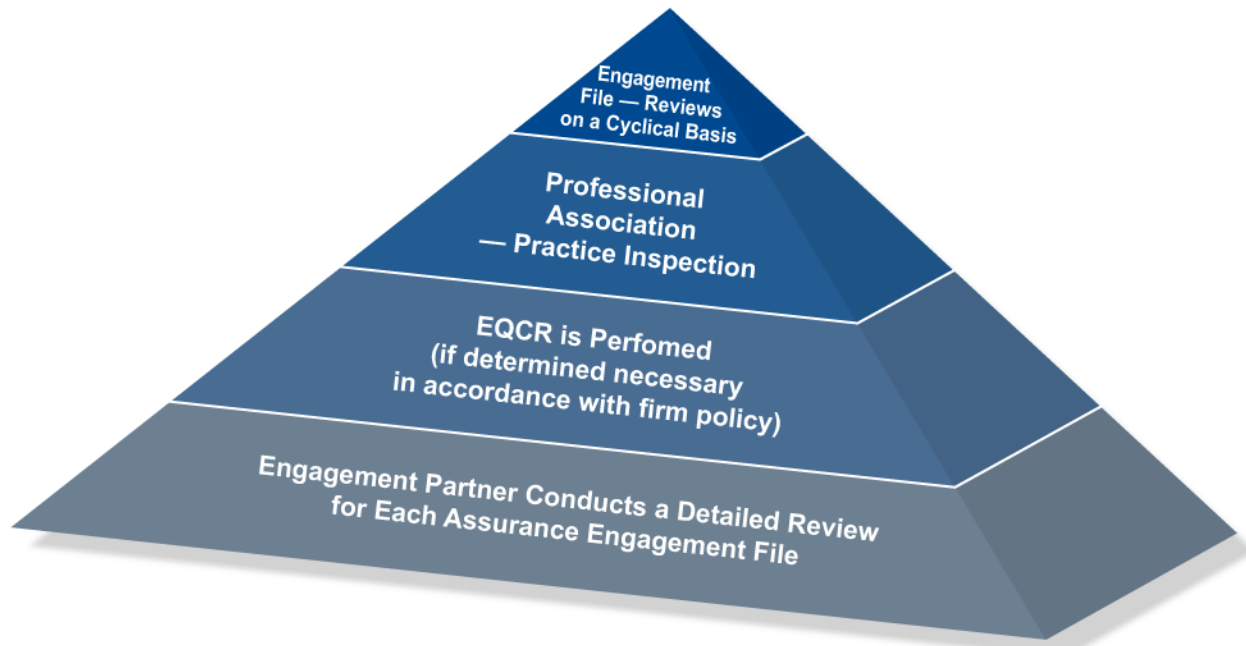 Engagement
File — Reviews
on a Cyclical Basis
Professional
Association
— Practice Inspection
EQCR is Perfomed
(if determined necessary
in accordance with firm policy)
Engagement Partner Conducts a Detailed Review
for Each Assurance Engagement File